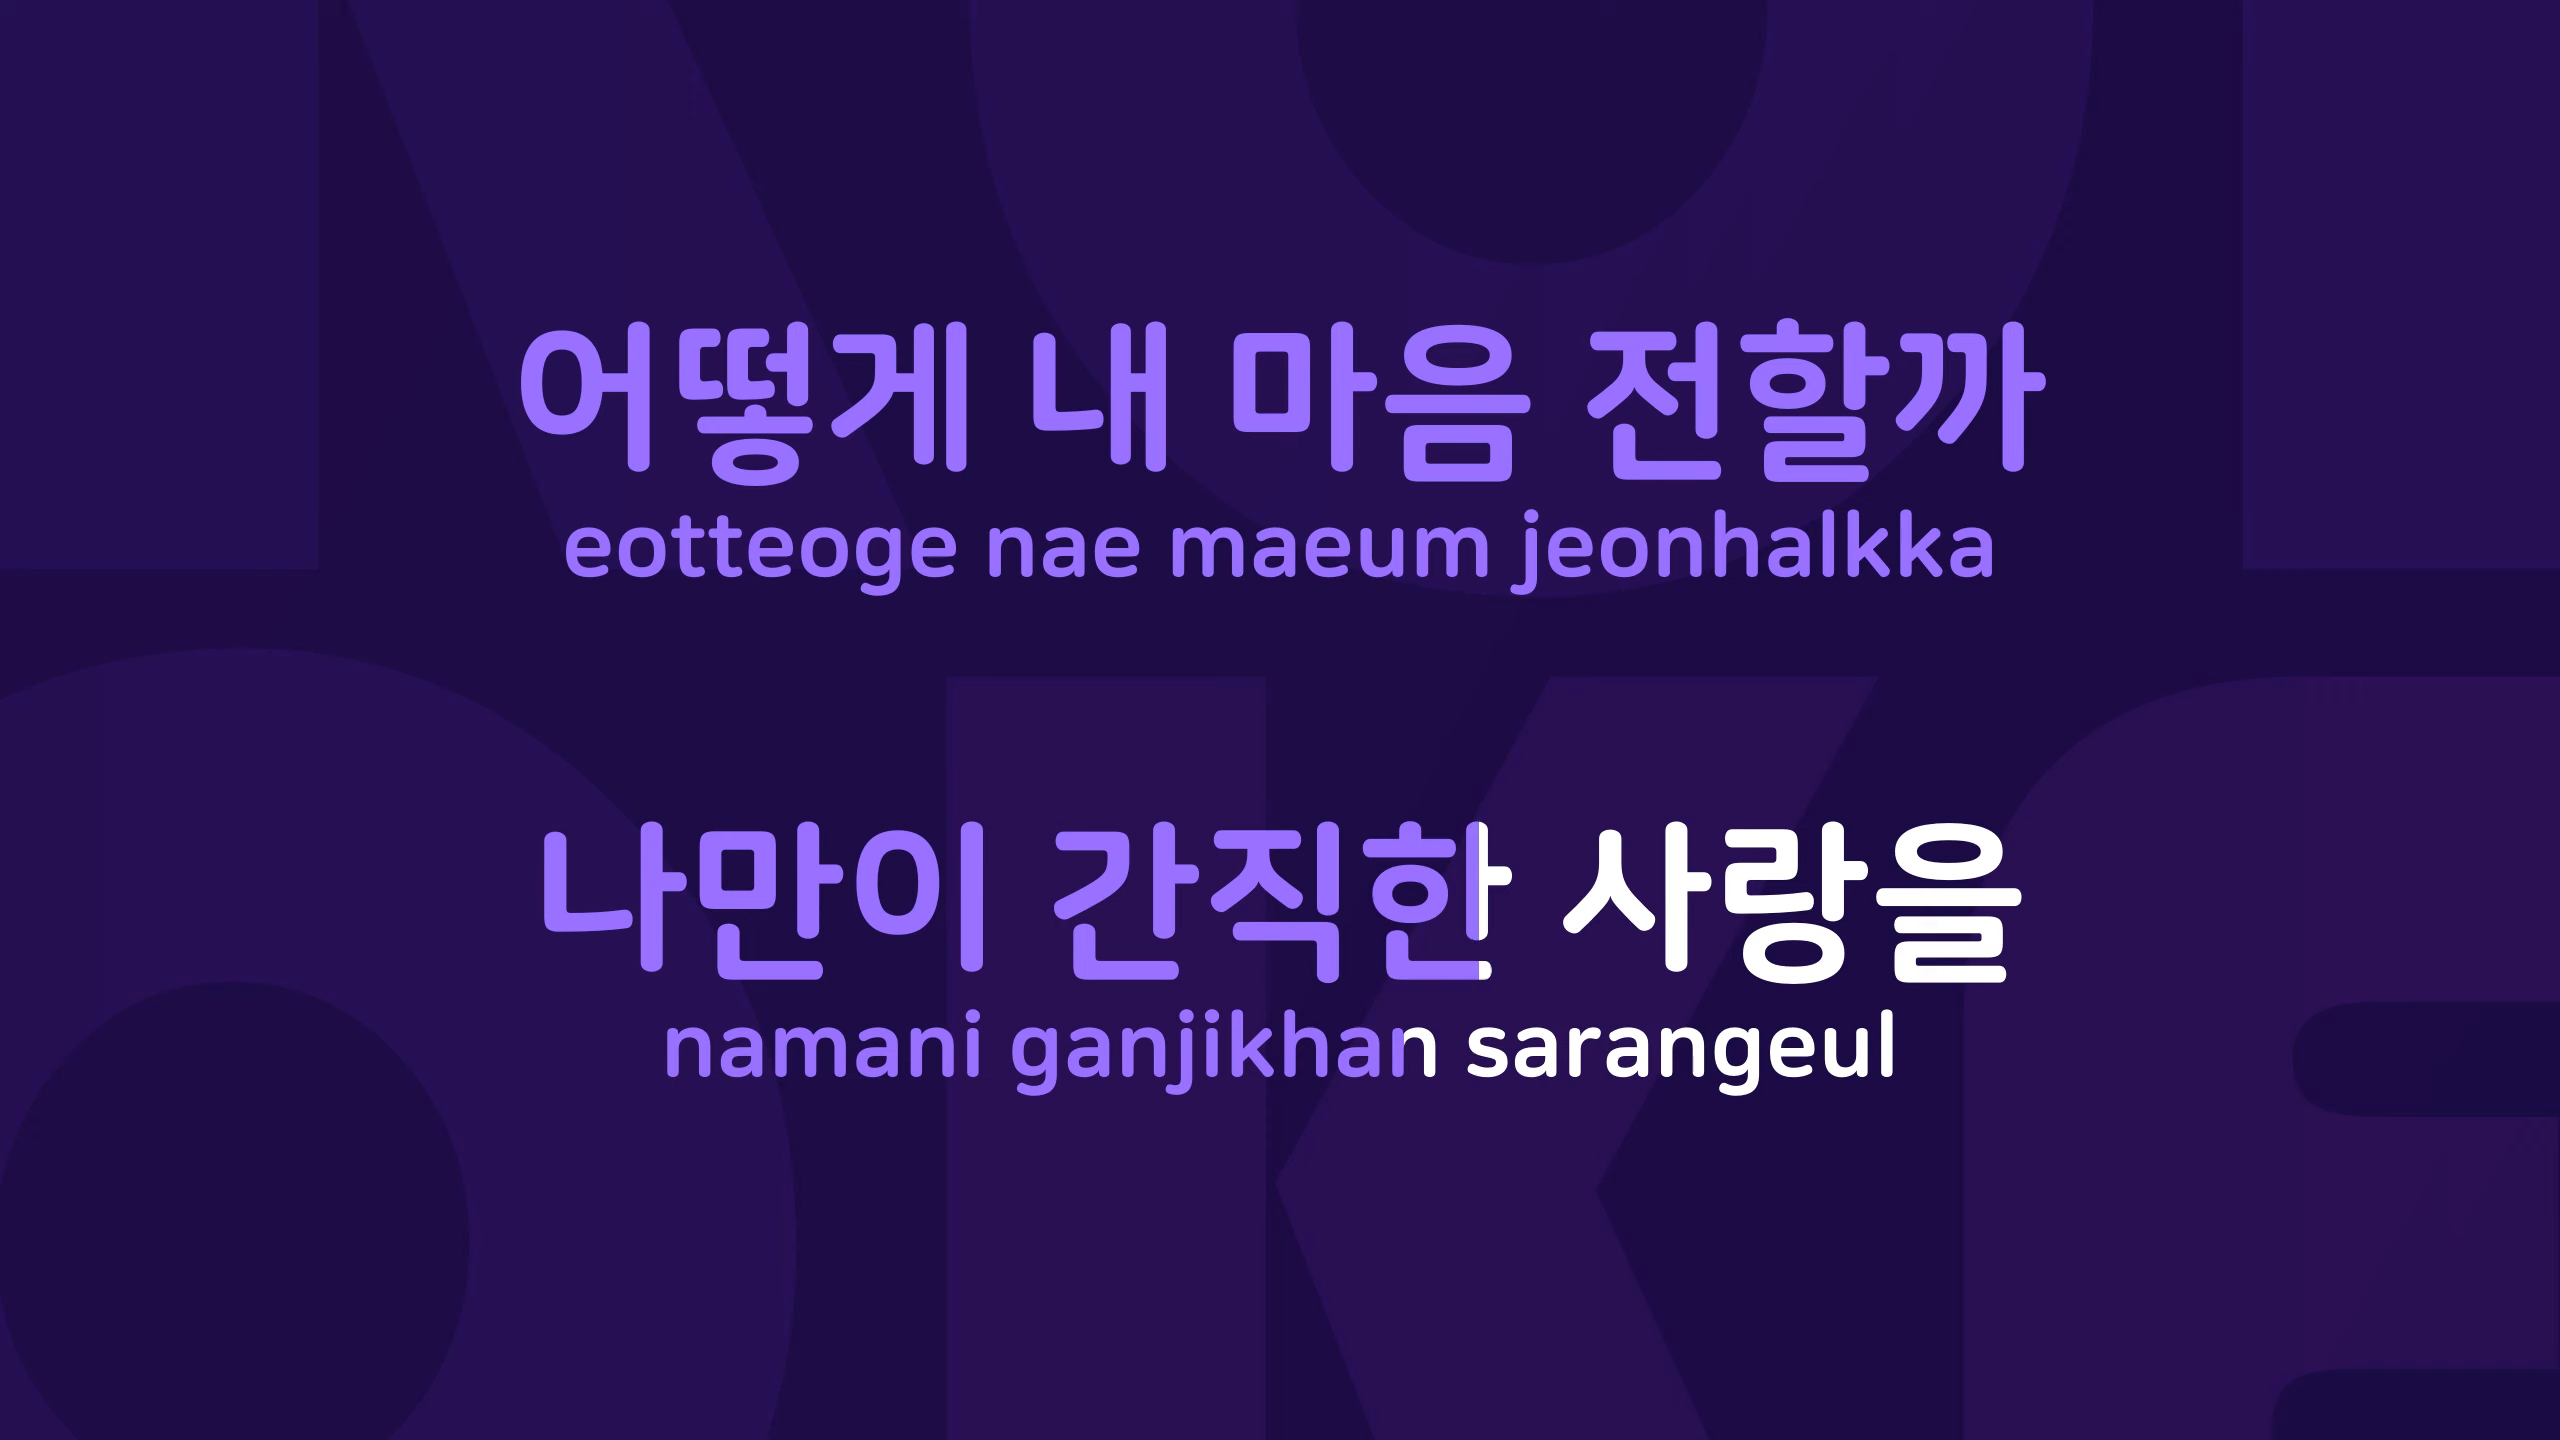 어떻게 내 마음 전할까
eotteoge nae maeum jeonhalkka
나만이 간직한 사랑을
namani ganjikhan sarangeul